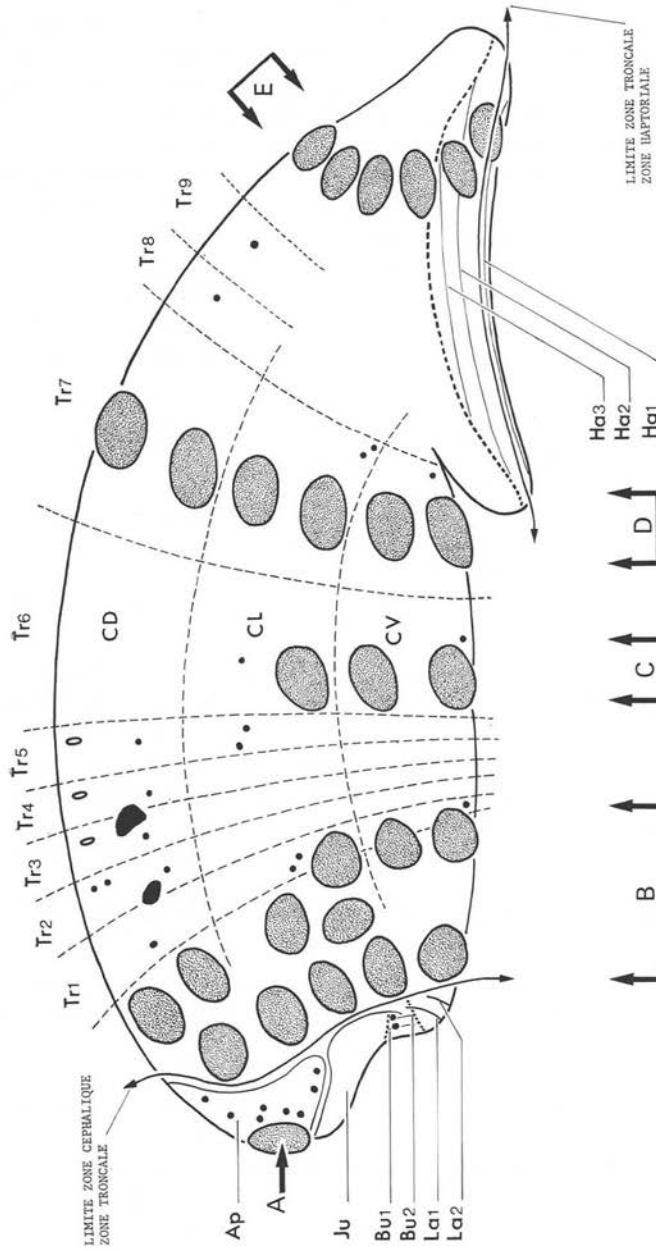 LIMITE ZONE CEPHALIQUE
ZONE TRONCALE
Tr1
Tr2
Tr3
Tr4
Tr5
Tr6
Tr7
Tr8
Tr9
E
CD
CL
CV
Ap
A
Ju
Bu1
Bu2
La1
La2
Ha3
Ha2
Ha1
B
C
D
LIMITE ZONE TRONCALE
ZONE HAPTORIALE